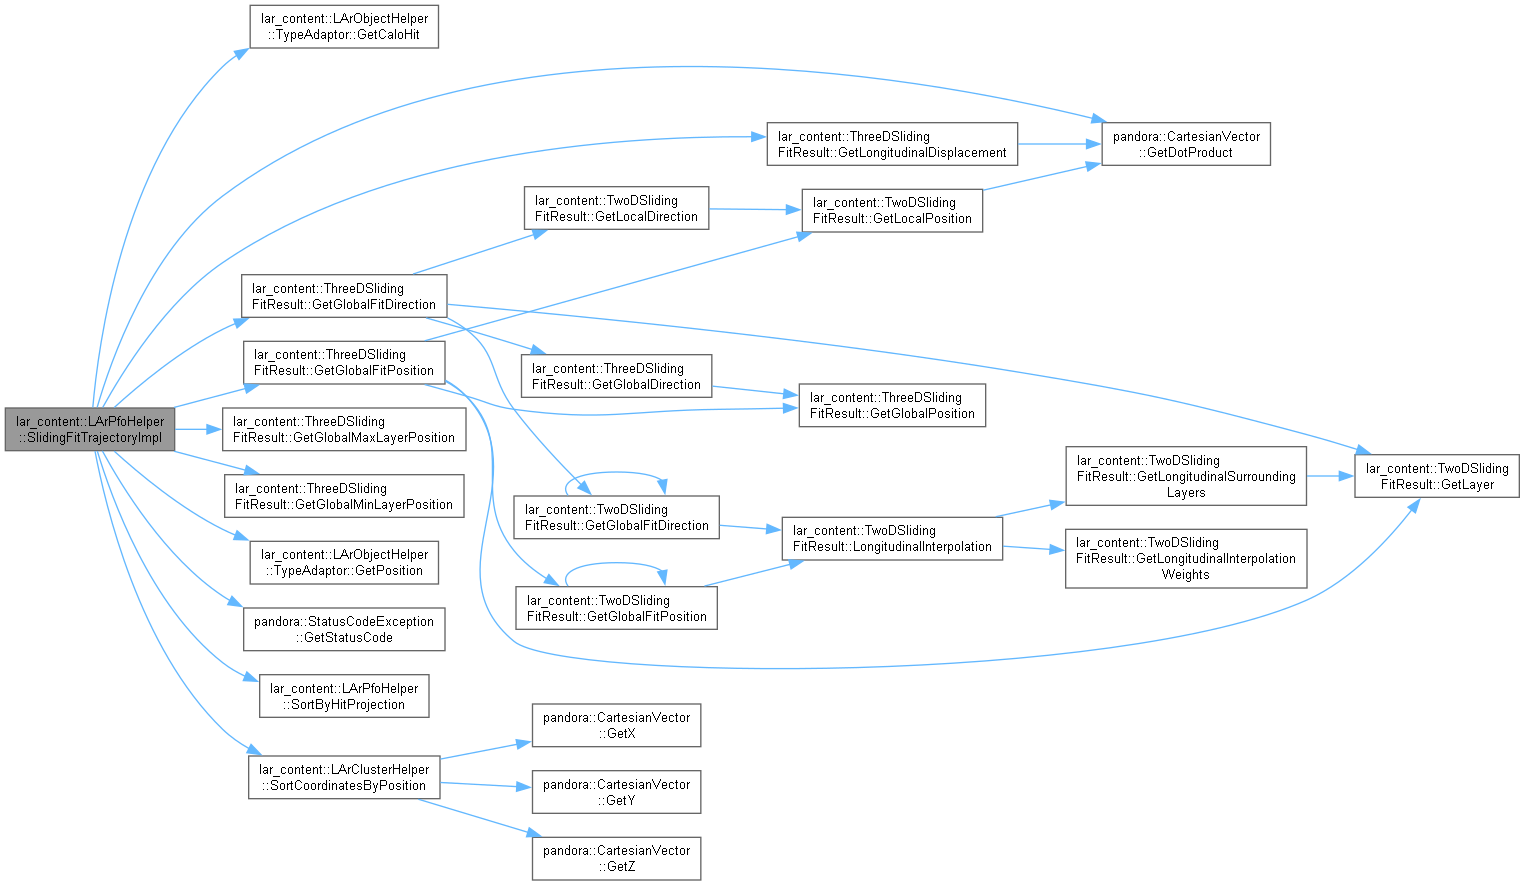 lar_content::LArPfoHelper
::SlidingFitTrajectoryImpl
lar_content::LArObjectHelper
::TypeAdaptor::GetCaloHit
pandora::CartesianVector
::GetDotProduct
lar_content::ThreeDSliding
FitResult::GetLongitudinalDisplacement
lar_content::ThreeDSliding
FitResult::GetGlobalFitDirection
lar_content::TwoDSliding
FitResult::GetLocalDirection
lar_content::TwoDSliding
FitResult::GetLocalPosition
lar_content::ThreeDSliding
FitResult::GetGlobalFitPosition
lar_content::ThreeDSliding
FitResult::GetGlobalDirection
lar_content::ThreeDSliding
FitResult::GetGlobalPosition
lar_content::ThreeDSliding
FitResult::GetGlobalMaxLayerPosition
lar_content::ThreeDSliding
FitResult::GetGlobalMinLayerPosition
lar_content::TwoDSliding
FitResult::GetGlobalFitDirection
lar_content::TwoDSliding
FitResult::LongitudinalInterpolation
lar_content::TwoDSliding
FitResult::GetLongitudinalSurrounding
Layers
lar_content::TwoDSliding
FitResult::GetLayer
lar_content::TwoDSliding
FitResult::GetLongitudinalInterpolation
Weights
lar_content::TwoDSliding
FitResult::GetGlobalFitPosition
lar_content::LArObjectHelper
::TypeAdaptor::GetPosition
pandora::StatusCodeException
::GetStatusCode
lar_content::LArPfoHelper
::SortByHitProjection
lar_content::LArClusterHelper
::SortCoordinatesByPosition
pandora::CartesianVector
::GetX
pandora::CartesianVector
::GetY
pandora::CartesianVector
::GetZ